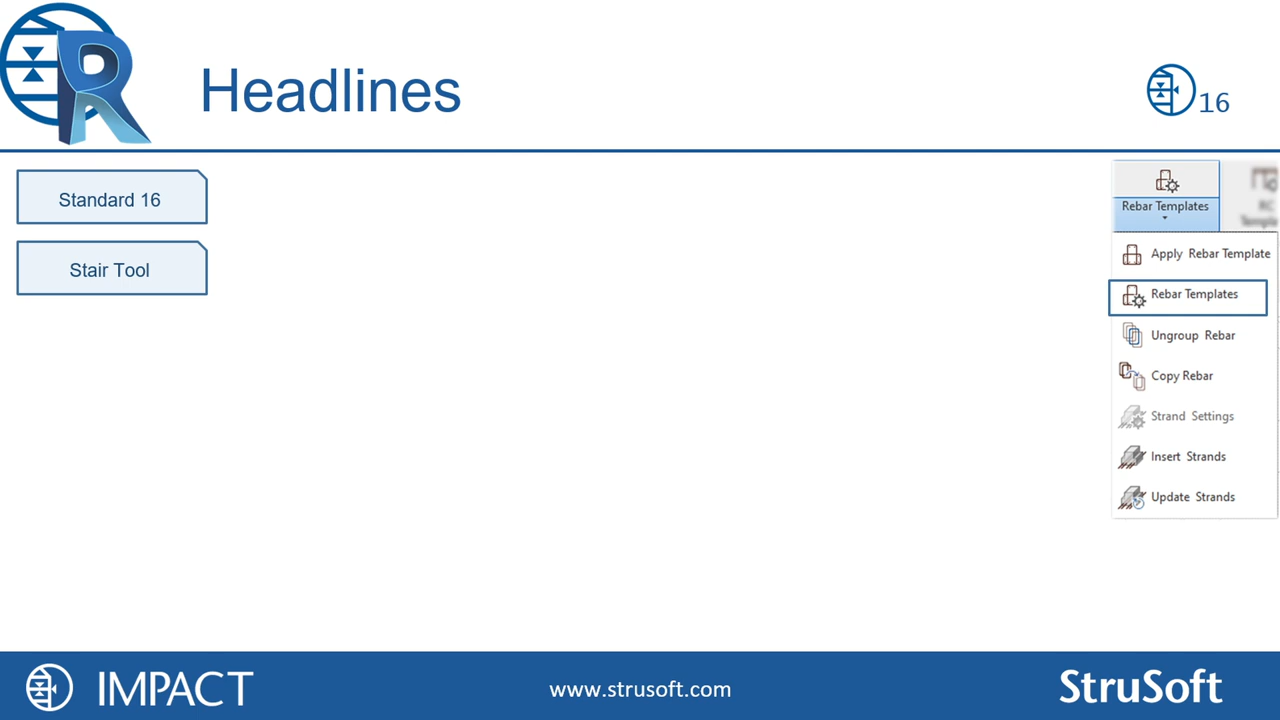 Headlines
16
Standard 16
Stair Tool
Rebar Templates
Apply Rebar Template
Rebar Templates
Ungroup Rebar
Copy Rebar
Strand Settings
Insert Strands
Update Strands
IMPACT
www.strusoft.com
StruSoft